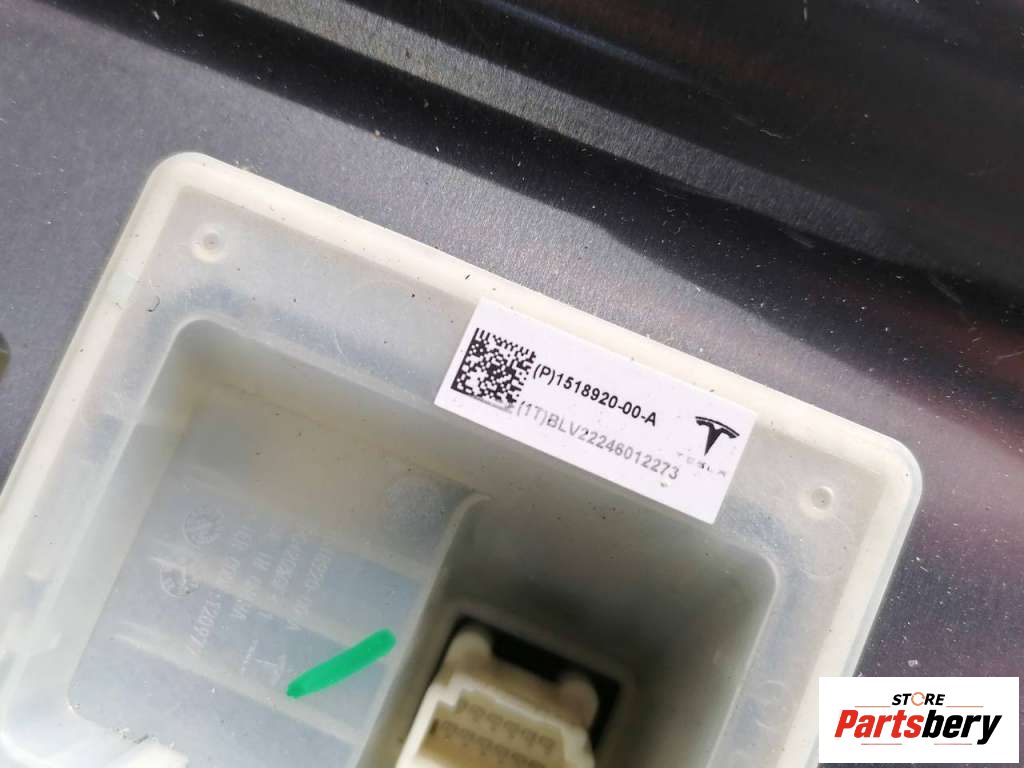 (P)1518920-00-A
(1T)BLV22246012273
TESLA
STORE
Partsbery